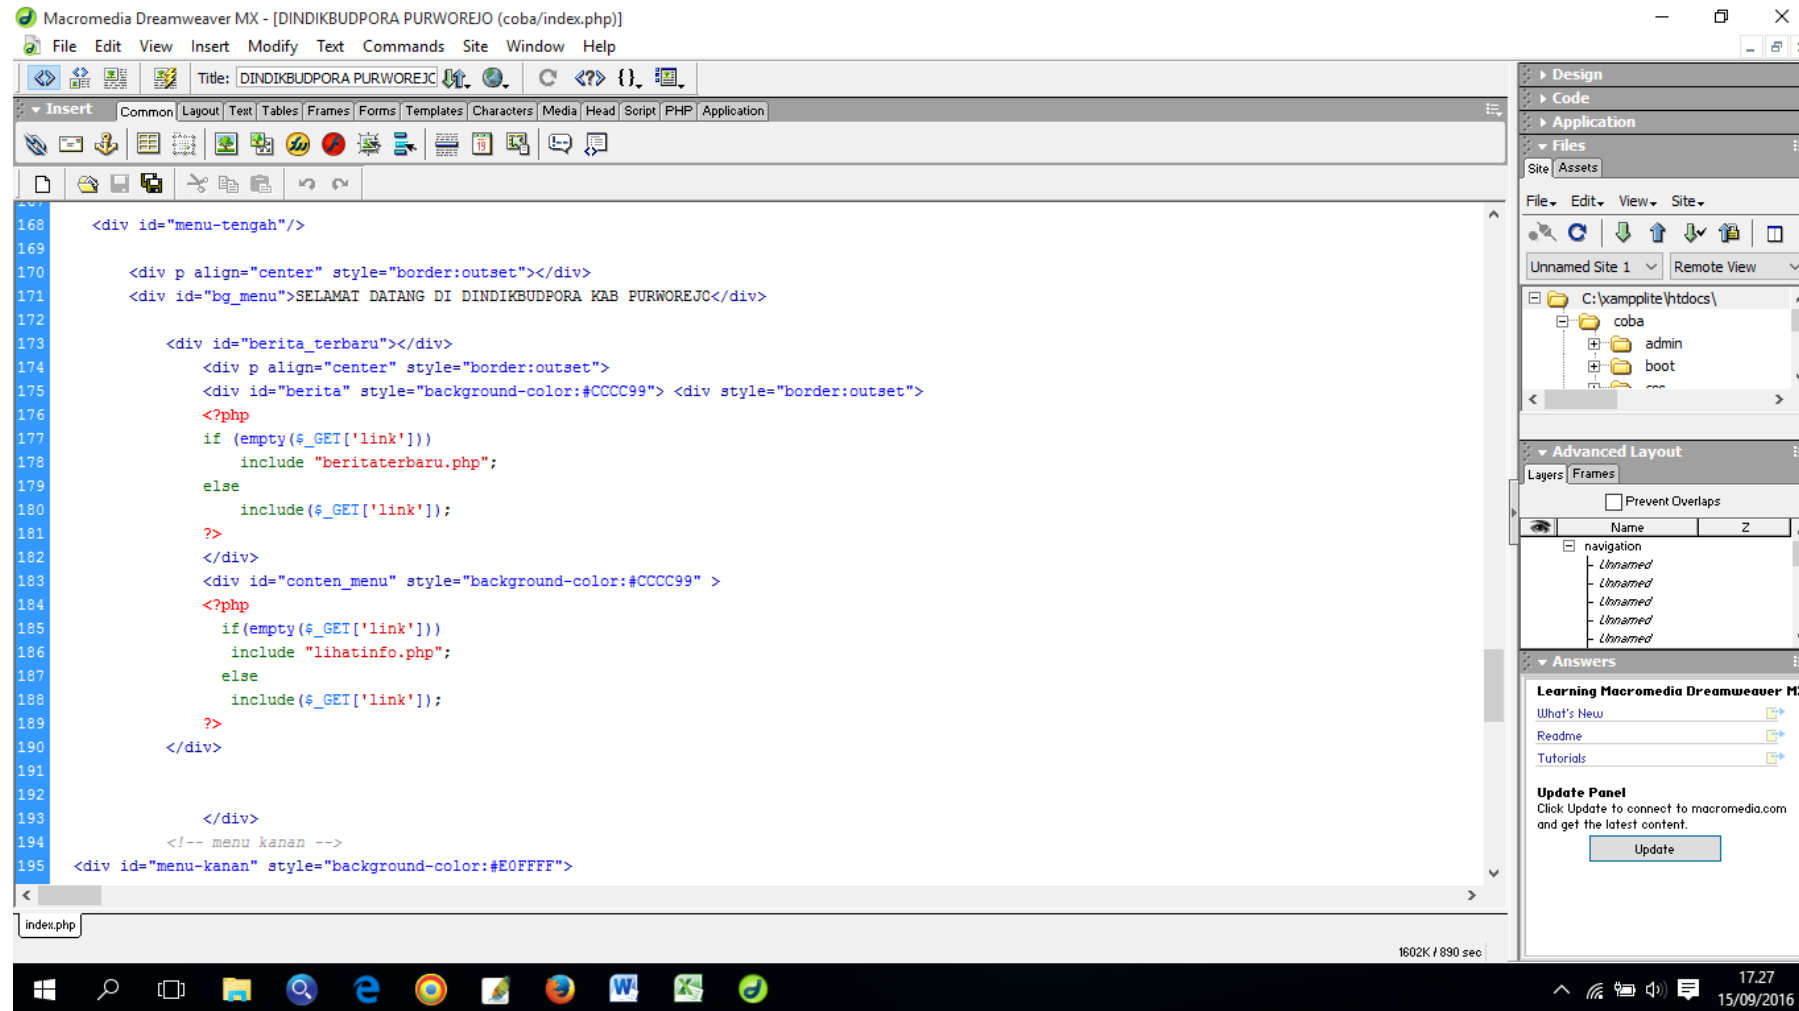 Macromedia Dreamweaver MX - [DINDIKBUDPORA PURWOREJO (coba/index.php)]
File Edit View Insert Modify Text Commands Site Window Help
Title: DINDIKBUDPORA PURWOREJC
Insert Common Layout Text Tables Frames Forms Templates Characters Media Head Script PHP Application
168 <div id="menu-tengah"/>
169
170 <div p align="center" style="border:outset"></div>
171 <div id="bg_menu">SELAMAT DATANG DI DINDIKBUDPORA KAB PURWOREJO</div>
172
173 <div id="berita_terbaru"></div>
174 <div p align="center" style="border:outset">
175 <div id="berita" style="background-color:#CCCC99"> <div style="border:outset">
176 <?php
177 if (empty($_GET['link']))
178 include "beritaterbaru.php";
179 else
180 include($_GET['link']);
181 ?>
182 </div>
183 <div id="conten_menu" style="background-color:#CCCC99" >
184 <?php
185 if(empty($_GET['link']))
186 include "lihatinfo.php";
187 else
188 include($_GET['link']);
189 ?>
190 </div>
191
192
193 </div>
194 <!-- menu kanan -->
195 <div id="menu-kanan" style="background-color:#E0FFFF">
index.php
1602K / 890 sec
Design
Code
Application
Files
Site Assets
File Edit View Site
Unnamed Site 1 Remote View
C:\xampplite\htdocs\
coba
admin
boot
Advanced Layout
Layers Frames
Prevent Overlaps
Name Z
navigation
Unnamed
Unnamed
Unnamed
Unnamed
Unnamed
Answers
Learning Macromedia Dreamweaver M
What's New
Readme
Tutorials
Update Panel
Click Update to connect to macromedia.com
and get the latest content.
Update
17.27
15/09/2016